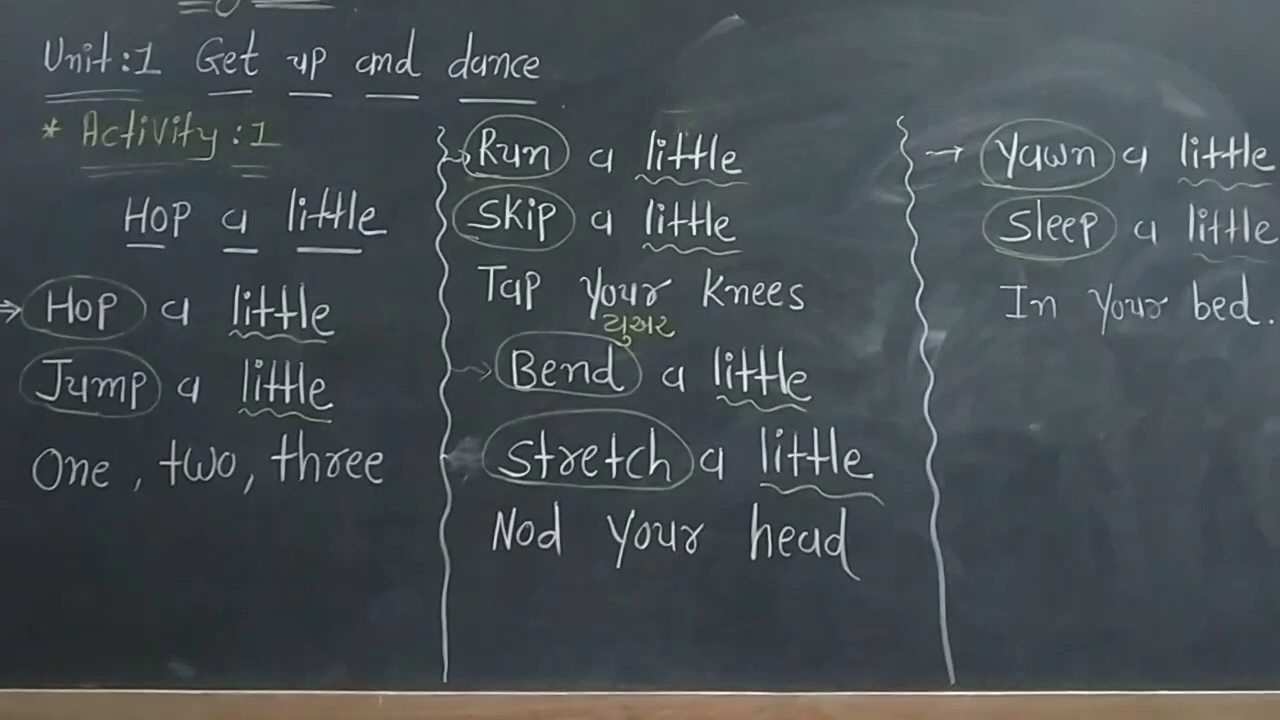 Unit:1 Get up and dance
* Activity:1
Hop a little
⇒ Hop a little
Jump a little
One, two, three
→ Run a little
Skip a little
Tap your knees
યુઅર
→ Bend a little
Stretch a little
Nod your head
→ Yawn a little
Sleep a little
In your bed.